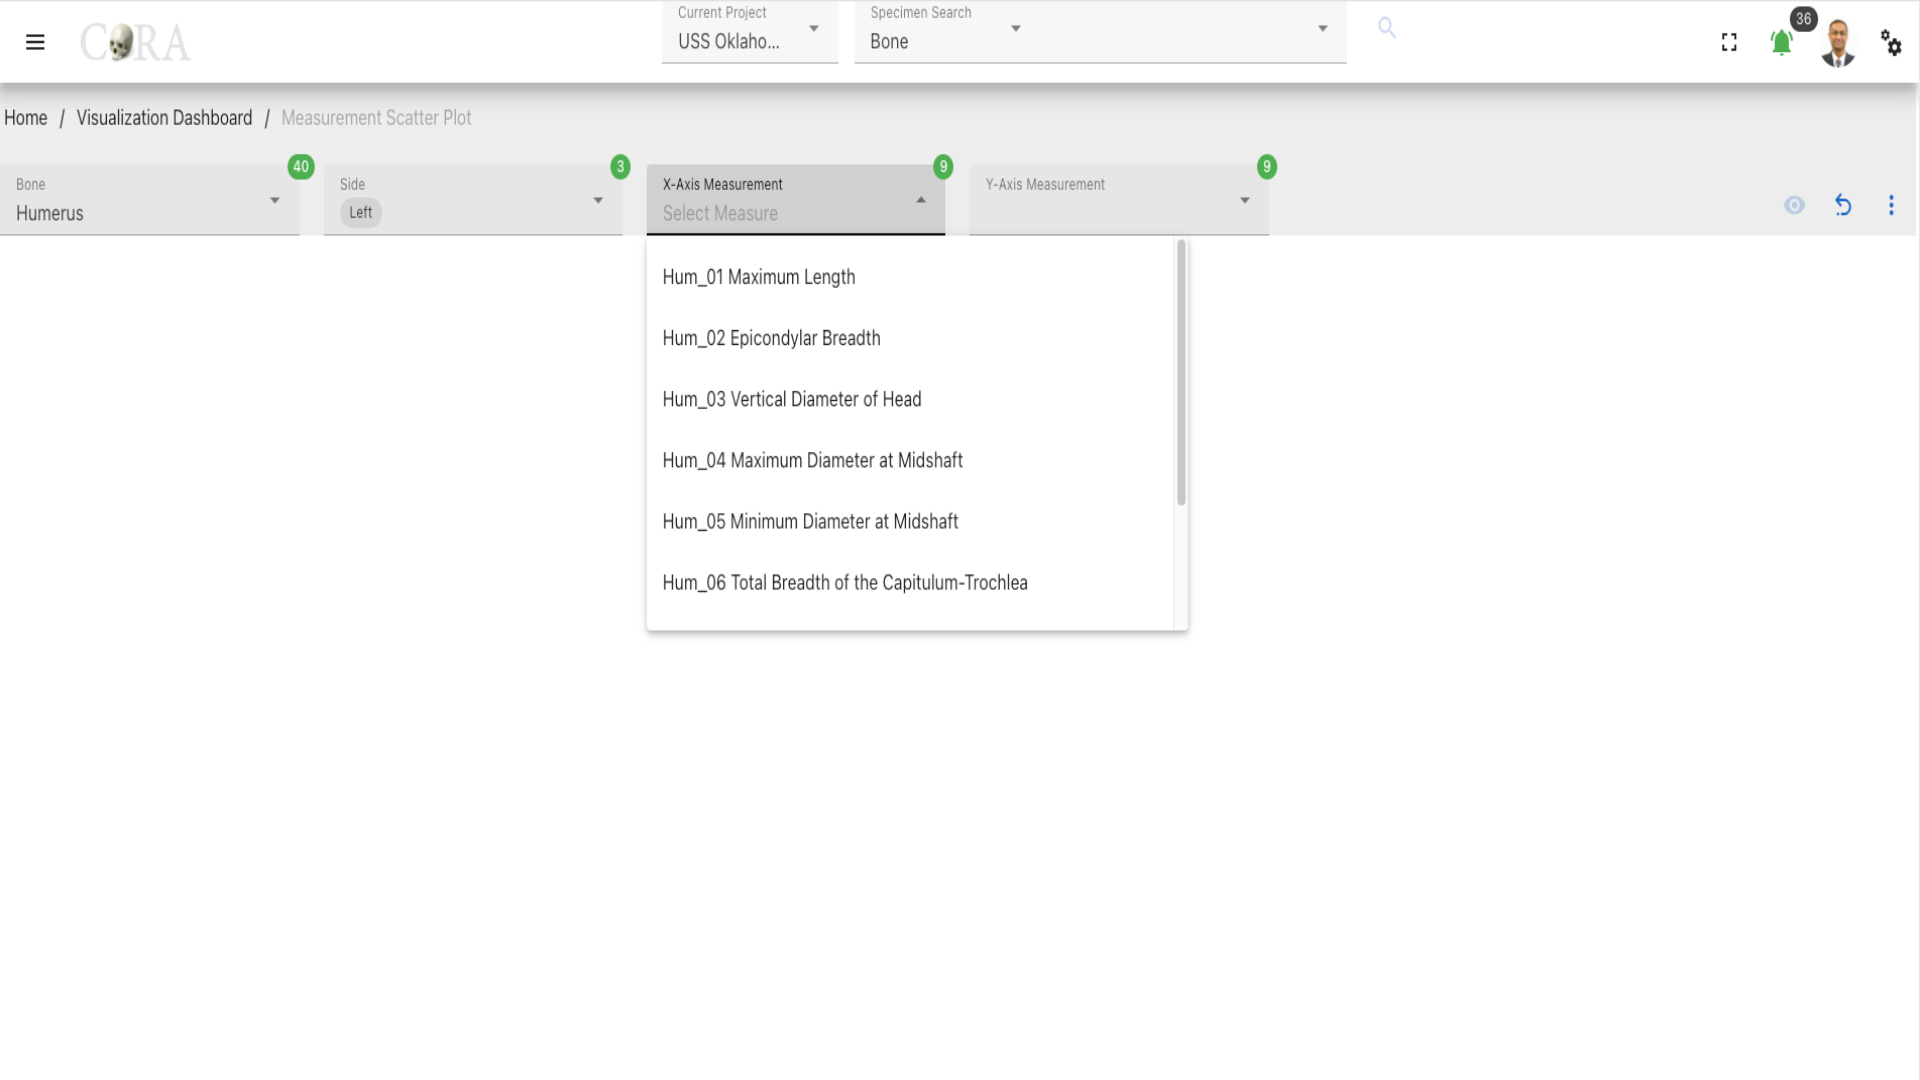 CORA
Current Project
USS Oklaho...
Specimen Search
Bone
36
Home / Visualization Dashboard / Measurement Scatter Plot
Bone
Humerus
40
Side
Left
3
X-Axis Measurement
Select Measure
9
Y-Axis Measurement
9
Hum_01 Maximum Length
Hum_02 Epicondylar Breadth
Hum_03 Vertical Diameter of Head
Hum_04 Maximum Diameter at Midshaft
Hum_05 Minimum Diameter at Midshaft
Hum_06 Total Breadth of the Capitulum-Trochlea